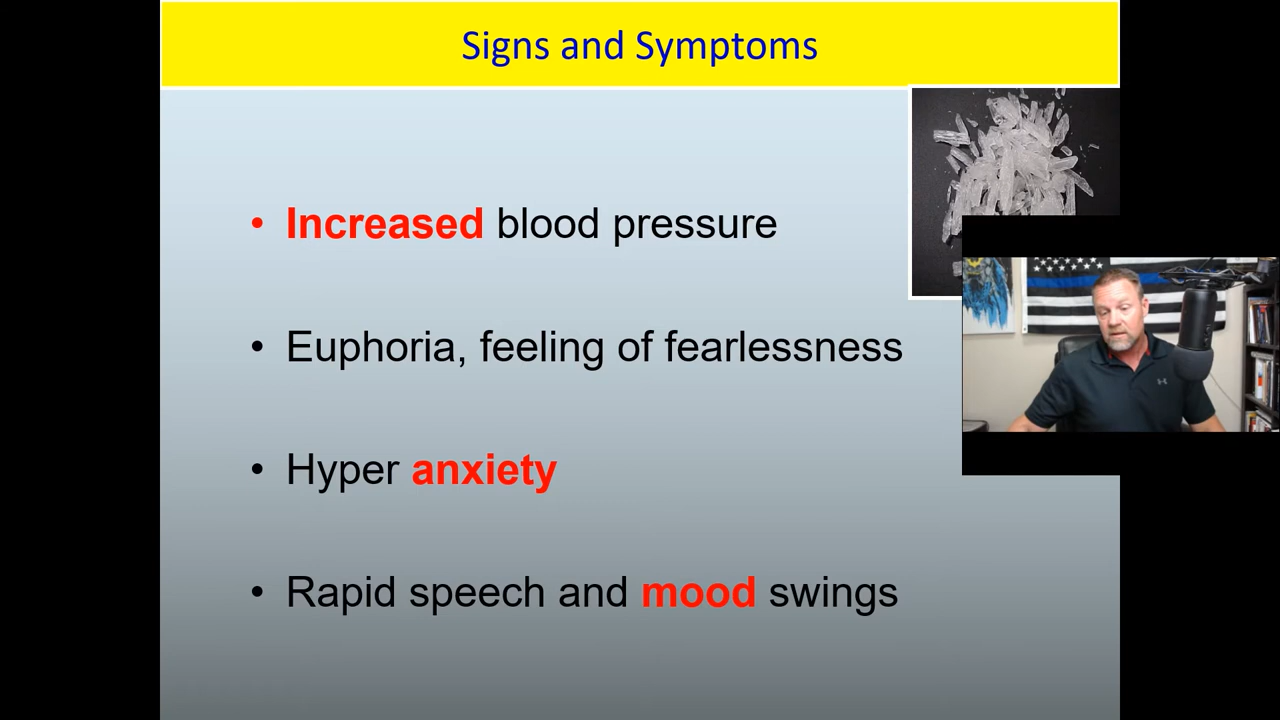 Signs and Symptoms
• Increased blood pressure
• Euphoria, feeling of fearlessness
• Hyper anxiety
• Rapid speech and mood swings